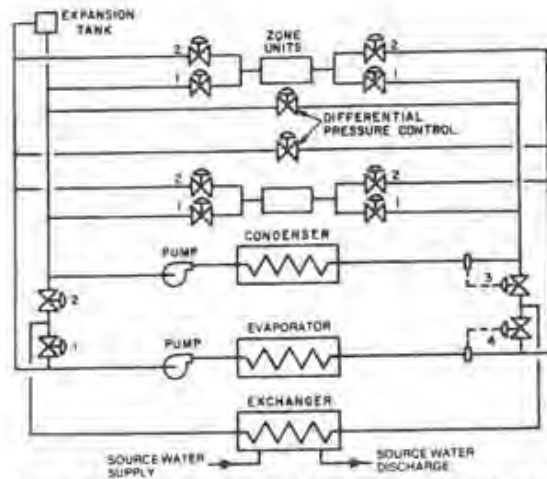 EXPANSION
TANK
ZONE
UNITS
2
2
1
1
DIFFERENTIAL
PRESSURE CONTROL
2
2
1
1
CONDENSER
PUMP
3
2
EVAPORATOR
PUMP
1
4
EXCHANGER
SOURCE WATER
SUPPLY
SOURCE WATER
DISCHARGE